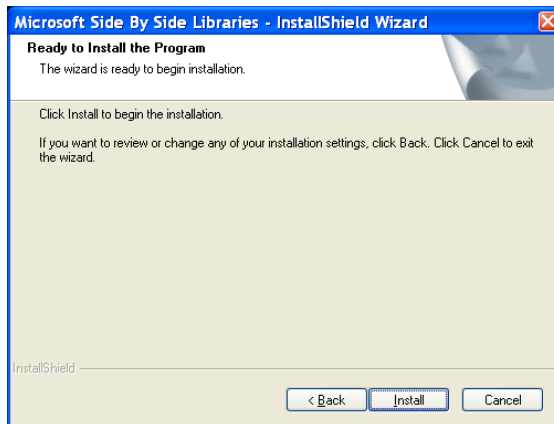 Microsoft Side By Side Libraries - InstallShield Wizard
Ready to Install the Program
The wizard is ready to begin installation.
Click Install to begin the installation.
If you want to review or change any of your installation settings, click Back. Click Cancel to exit
the wizard.
InstallShield
< Back Install Cancel